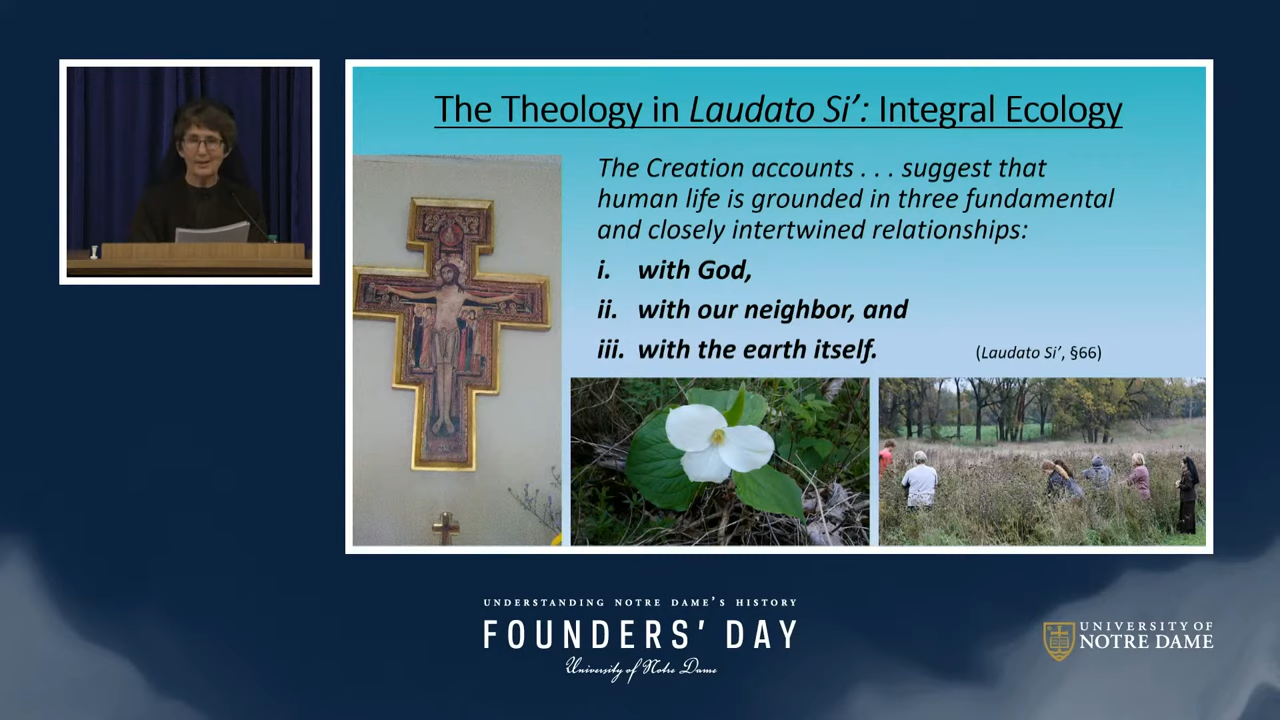 The Theology in Laudato Si’: Integral Ecology
The Creation accounts . . . suggest that
human life is grounded in three fundamental
and closely intertwined relationships:
i. with God,
ii. with our neighbor, and
iii. with the earth itself.
(Laudato Si’, §66)
UNDERSTANDING NOTRE DAME’S HISTORY
FOUNDERS’ DAY
University of Notre Dame
UNIVERSITY OF
NOTRE DAME